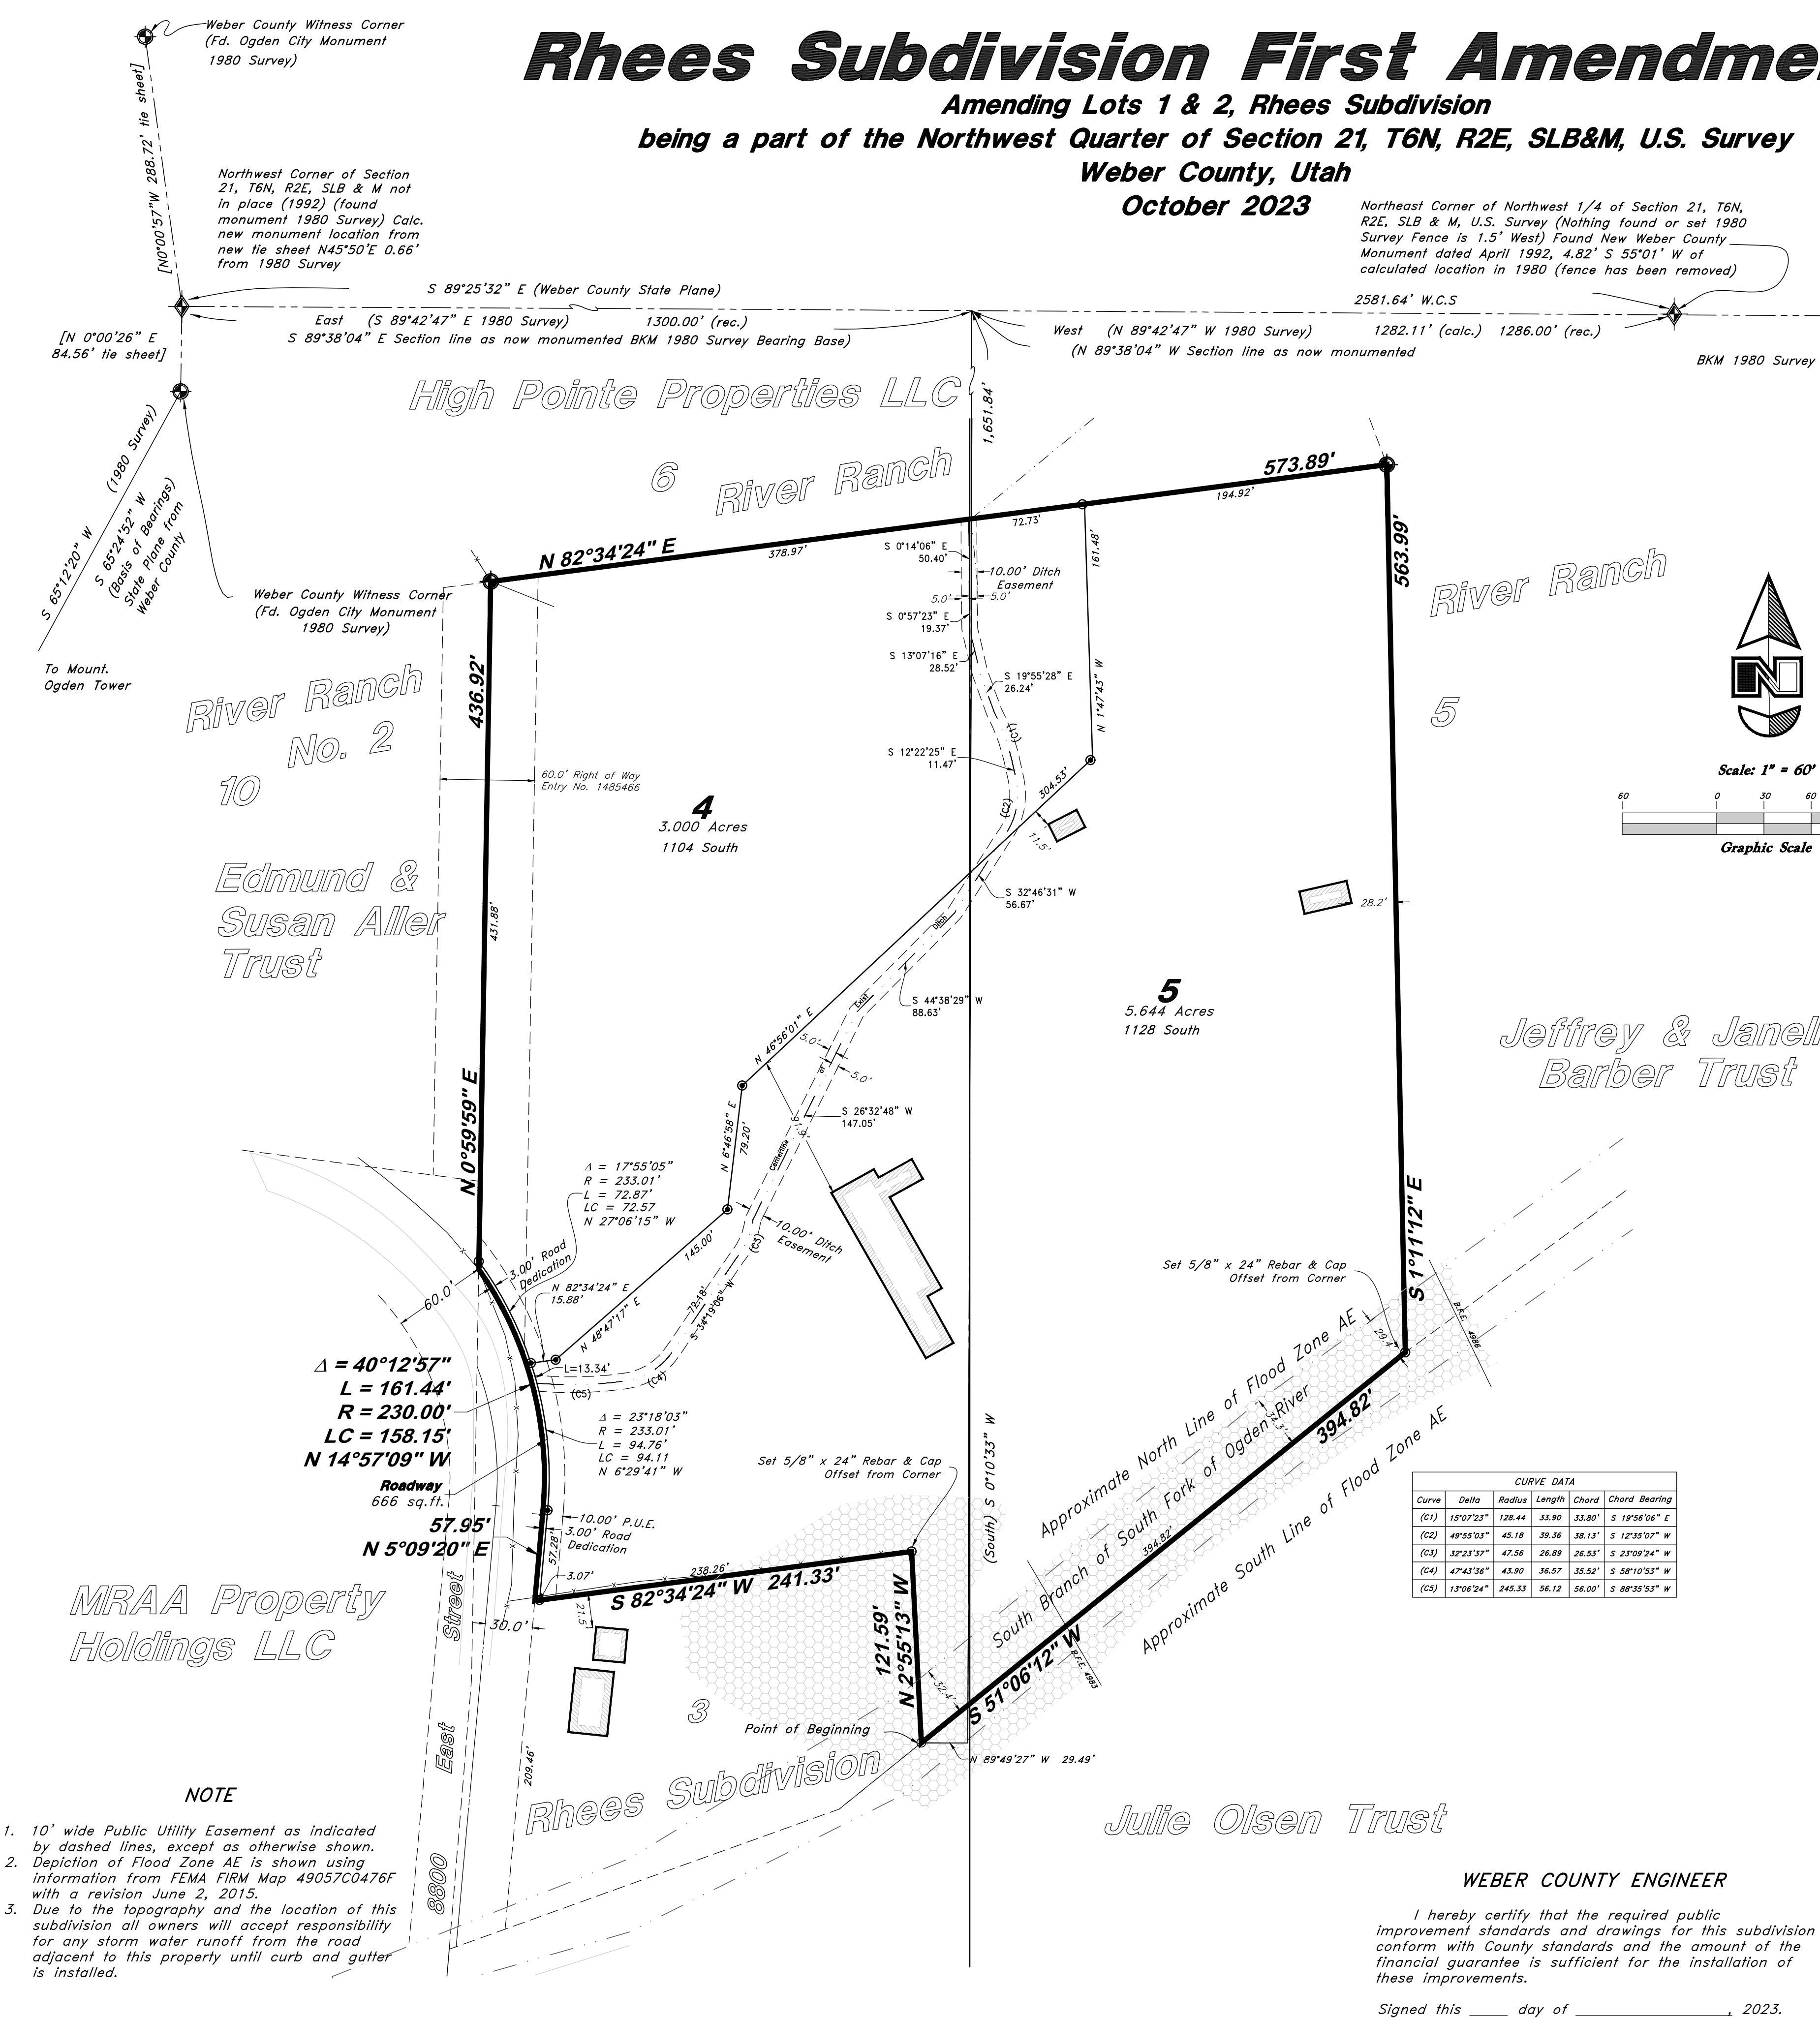 Rhees Subdivision First Amendme
Amending Lots 1 & 2, Rhees Subdivision
being a part of the Northwest Quarter of Section 21, T6N, R2E, SLB&M, U.S. Survey
Weber County, Utah
October 2023
Weber County Witness Corner
(Fd. Ogden City Monument
1980 Survey)
[N0°00'57"W 288.72' tie sheet]
Northwest Corner of Section
21, T6N, R2E, SLB & M not
in place (1992) (found
monument 1980 Survey) Calc.
new monument location from
new tie sheet N45°50'E 0.66'
from 1980 Survey
Northeast Corner of Northwest 1/4 of Section 21, T6N,
R2E, SLB & M, U.S. Survey (Nothing found or set 1980
Survey Fence is 1.5' West) Found New Weber County
Monument dated April 1992, 4.82' S 55°01' W of
calculated location in 1980 (fence has been removed)
S 89°25'32" E (Weber County State Plane)
2581.64' W.C.S
East (S 89°42'47" E 1980 Survey) 1300.00' (rec.)
S 89°38'04" E Section line as now monumented BKM 1980 Survey Bearing Base)
West (N 89°42'47" W 1980 Survey) 1282.11' (calc.) 1286.00' (rec.)
(N 89°38'04" W Section line as now monumented
BKM 1980 Survey
[N 0°00'26" E
84.56' tie sheet]
S 65°12'20" W (1980 Survey)
S 65°24'52" W
(Basis of Bearings)
State Plane from
Weber County
To Mount.
Ogden Tower
Weber County Witness Corner
(Fd. Ogden City Monument
1980 Survey)
High Pointe Properties LLC
6
River Ranch
1,651.84'
N 82°34'24" E
573.89'
378.97'
72.73'
194.92'
S 0°14'06" E
50.40'
10.00' Ditch
Easement
5.0'
5.0'
S 0°57'23" E
19.37'
S 13°07'16" E
28.52'
S 19°55'28" E
26.24'
(C1)
S 12°22'25" E
11.47'
(C2)
161.48'
N 1°47'43" W
304.53'
11.5'
S 32°46'31" W
56.67'
563.99'
River Ranch
5
28.2'
Scale: 1" = 60'
60 0 30 60
Graphic Scale
436.92'
River Ranch
No. 2
10
60.0' Right of Way
Entry No. 1485466
4
3.000 Acres
1104 South
Edmund &
Susan Aller
Trust
431.88'
Ditch
Exist
of
Centerline
S 44°38'29" W
88.63'
5
5.644 Acres
1128 South
Jeffrey & Janell
Barber Trust
N 46°56'01" E
5.0'
5.0'
S 26°32'48" W
147.05'
N 0°59'59" E
N 6°46'58" E
79.20'
Δ = 17°55'05"
R = 233.01'
L = 72.87'
LC = 72.57
N 27°06'15" W
10.00' Ditch
Easement
(C3)
145.00'
N 48°47'17" E
3.00' Road
Dedication
N 82°34'24" E
15.88'
60.0'
72.18'
S 34°19'06" W
L=13.34'
(C4)
(C5)
Δ = 40°12'57"
L = 161.44'
R = 230.00'
LC = 158.15'
N 14°57'09" W
Roadway
666 sq.ft.
57.95'
N 5°09'20" E
Δ = 23°18'03"
R = 233.01'
L = 94.76'
LC = 94.11
N 6°29'41" W
10.00' P.U.E.
3.00' Road
Dedication
57.28'
3.07'
238.26'
S 82°34'24" W 241.33'
21.5'
30.0'
Set 5/8" x 24" Rebar & Cap
Offset from Corner
Set 5/8" x 24" Rebar & Cap
Offset from Corner
S 1°11'12" E
B.F.E. 4986
29.4'
(South) S 0°10'33" W
Approximate North Line of Flood Zone AE
South Branch of South Fork of Ogden River
34.3'
394.82'
394.82'
Approximate South Line of Flood Zone AE
S 51°06'12" W
B.F.E. 4983
121.59'
N 2°55'13" W
32.4'
Point of Beginning
N 89°49'27" W 29.49'
CURVE DATA
Curve Delta Radius Length Chord Chord Bearing
(C1) 15°07'23" 128.44 33.90 33.80' S 19°56'06" E
(C2) 49°55'03" 45.18 39.36 38.13' S 12°35'07" W
(C3) 32°23'37" 47.56 26.89 26.53' S 23°09'24" W
(C4) 47°43'36" 43.90 36.57 35.52' S 58°10'53" W
(C5) 13°06'24" 245.33 56.12 56.00' S 88°35'53" W
MRAA Property
Holdings LLC
8800 East Street
209.46'
3
Rhees Subdivision
Julie Olsen Trust
NOTE
1. 10' wide Public Utility Easement as indicated
by dashed lines, except as otherwise shown.
2. Depiction of Flood Zone AE is shown using
information from FEMA FIRM Map 49057C0476F
with a revision June 2, 2015.
3. Due to the topography and the location of this
subdivision all owners will accept responsibility
for any storm water runoff from the road
adjacent to this property until curb and gutter
is installed.
WEBER COUNTY ENGINEER
I hereby certify that the required public
improvement standards and drawings for this subdivision
conform with County standards and the amount of the
financial guarantee is sufficient for the installation of
these improvements.
Signed this _____ day of ____________________, 2023.